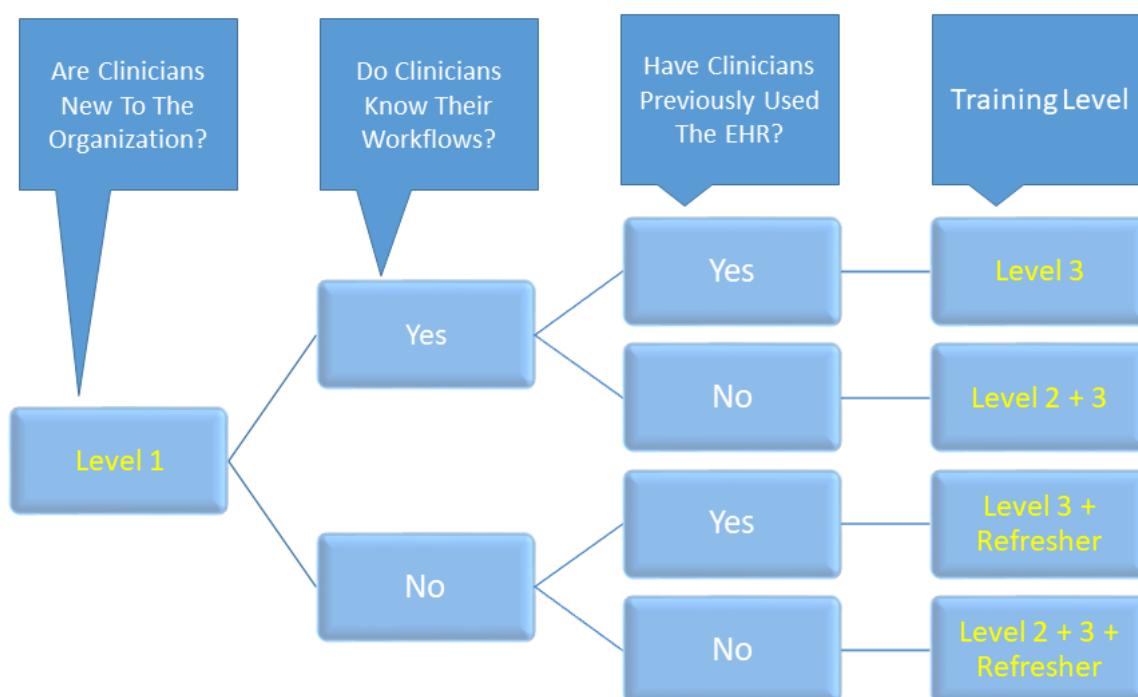 Are Clinicians
New To The
Organization?
Do Clinicians
Know Their
Workflows?
Have Clinicians
Previously Used
The EHR?
Training Level
Level 1
Yes
No
Yes
No
Yes
No
Level 3
Level 2 + 3
Level 3 +
Refresher
Level 2 + 3 +
Refresher